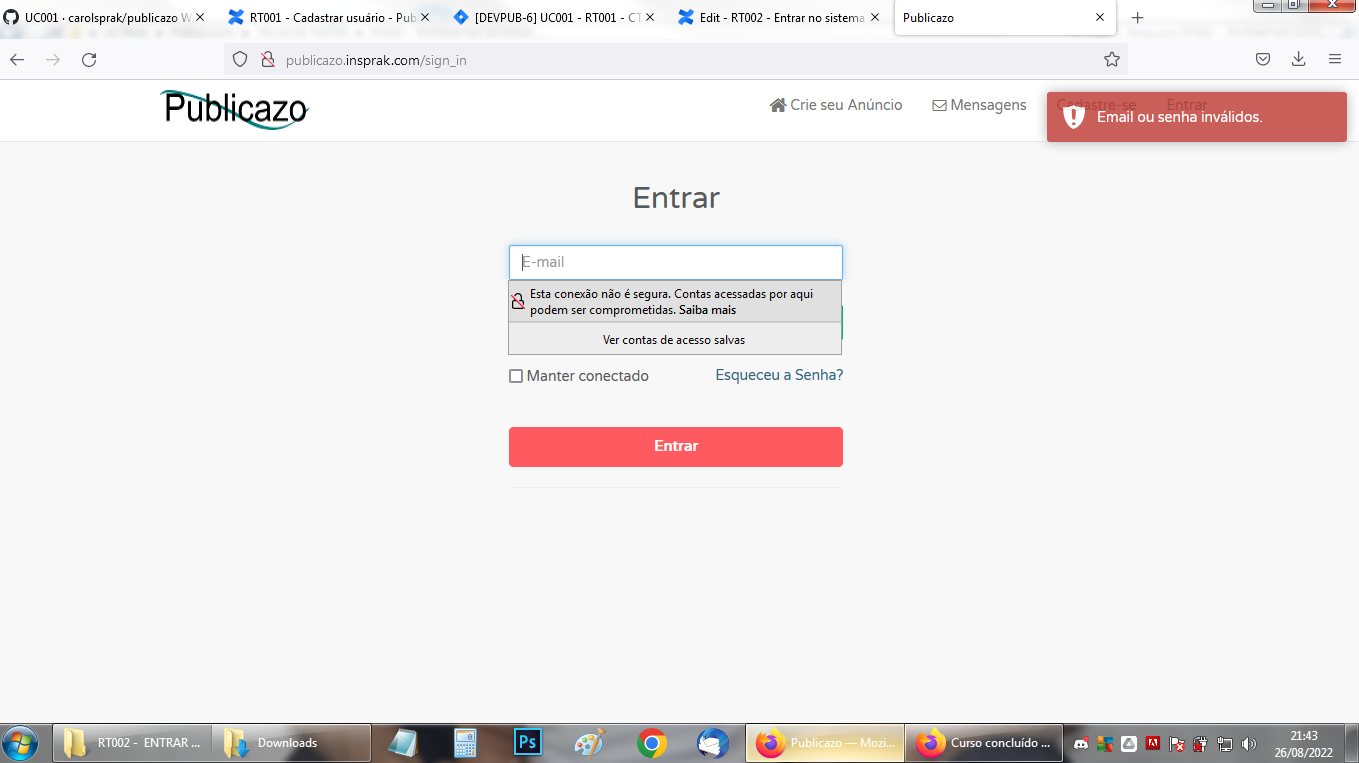 UC001 · carolsprak/publicazo W
RT001 - Cadastrar usuário - Pub
[DEVPUB-6] UC001 - RT001 - CT
Edit - RT002 - Entrar no sistema
Publicazo
publicazo.insprak.com/sign_in
Publicazo
Crie seu Anúncio
Mensagens
Cadastre-se
Entrar
Email ou senha inválidos.
Entrar
E-mail
Esta conexão não é segura. Contas acessadas por aqui
podem ser comprometidas. Saiba mais
Ver contas de acesso salvas
Manter conectado
Esqueceu a Senha?
Entrar
RT002 - ENTRAR ...
Downloads
Ps
Publicazo — Mozi...
Curso concluído ...
21:43
26/08/2022